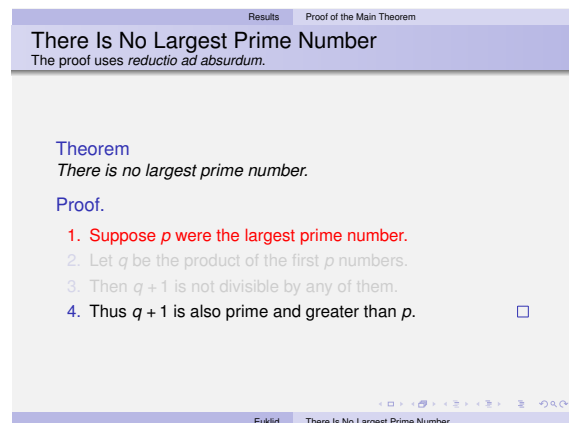 Results Proof of the Main Theorem
There Is No Largest Prime Number
The proof uses reductio ad absurdum.
Theorem
There is no largest prime number.
Proof.
1. Suppose p were the largest prime number.
2. Let q be the product of the first p numbers.
3. Then q + 1 is not divisible by any of them.
4. Thus q + 1 is also prime and greater than p.
Euklid There Is No Largest Prime Number